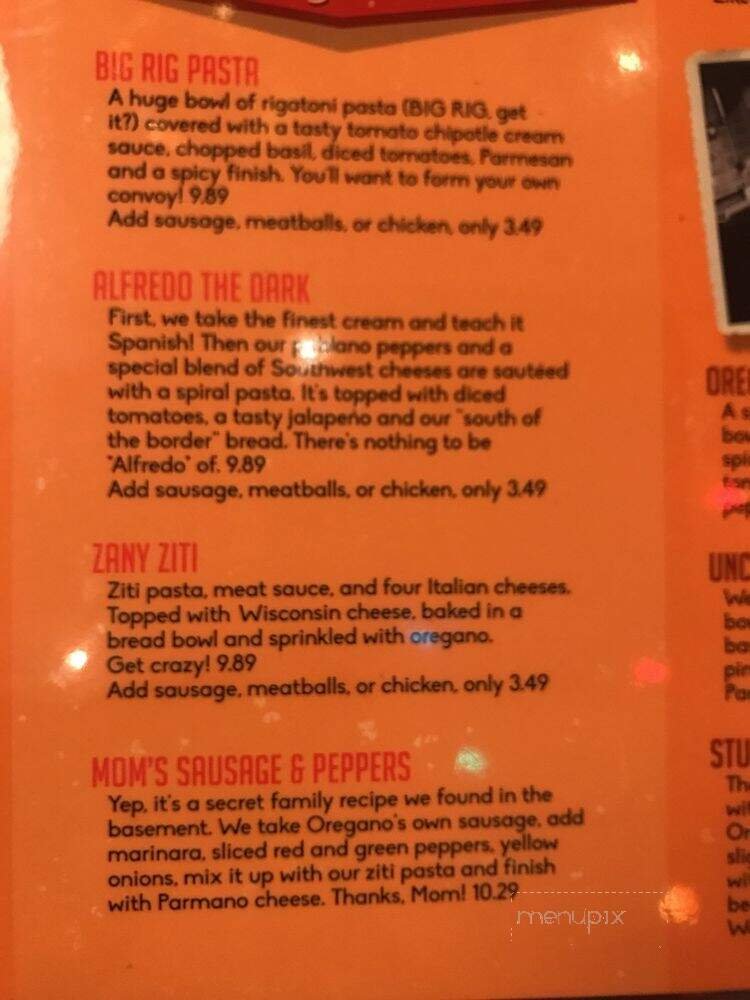 BIG RIG PASTA
A huge bowl of rigatoni pasta (BIG RIG, get
it?) covered with a tasty tomato chipotle cream
sauce, chopped basil, diced tomatoes, Parmesan
and a spicy finish. You'll want to form your own
convoy! 9.89
Add sausage, meatballs, or chicken, only 3.49
ALFREDO THE DARK
First, we take the finest cream and teach it
Spanish! Then our poblano peppers and a
special blend of Southwest cheeses are sautéed
with a spiral pasta. It's topped with diced
tomatoes, a tasty jalapeño and our "south of
the border" bread. There's nothing to be
"Alfredo" of. 9.89
Add sausage, meatballs, or chicken, only 3.49
ZANY ZITI
Ziti pasta, meat sauce, and four Italian cheeses.
Topped with Wisconsin cheese, baked in a
bread bowl and sprinkled with oregano.
Get crazy! 9.89
Add sausage, meatballs, or chicken, only 3.49
MOM'S SAUSAGE & PEPPERS
Yep, it's a secret family recipe we found in the
basement. We take Oregano's own sausage, add
marinara, sliced red and green peppers, yellow
onions, mix it up with our ziti pasta and finish
with Parmano cheese. Thanks, Mom! 10.29
menupix